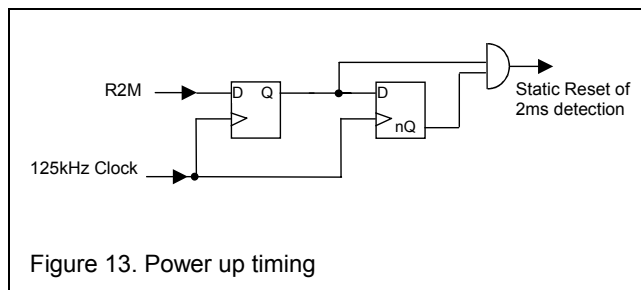 R2M
D Q
D
nQ
Static Reset of
2ms detection
125kHz Clock
Figure 13. Power up timing